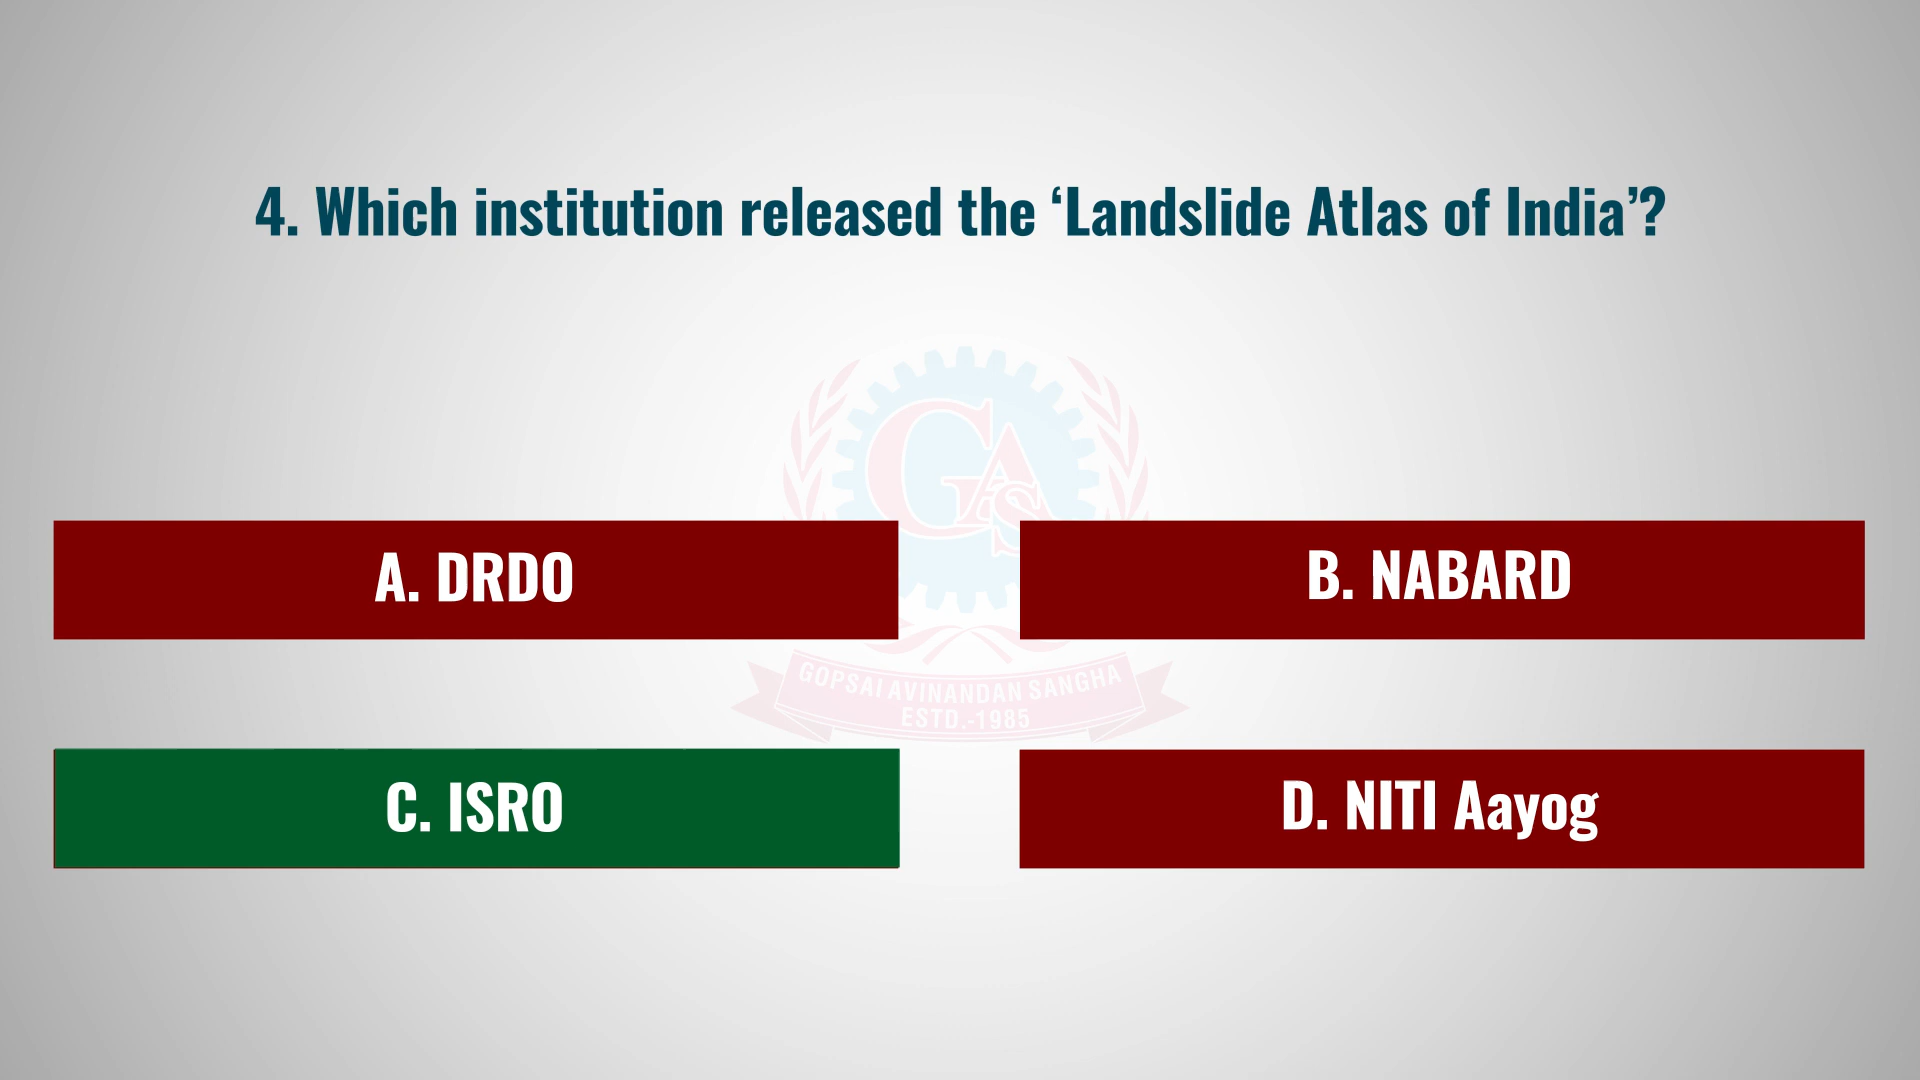 4. Which institution released the ‘Landslide Atlas of India’?
GAS
A. DRDO
B. NABARD
GOPSAI AVINANDAN SANGHA
ESTD.-1985
C. ISRO
D. NITI Aayog